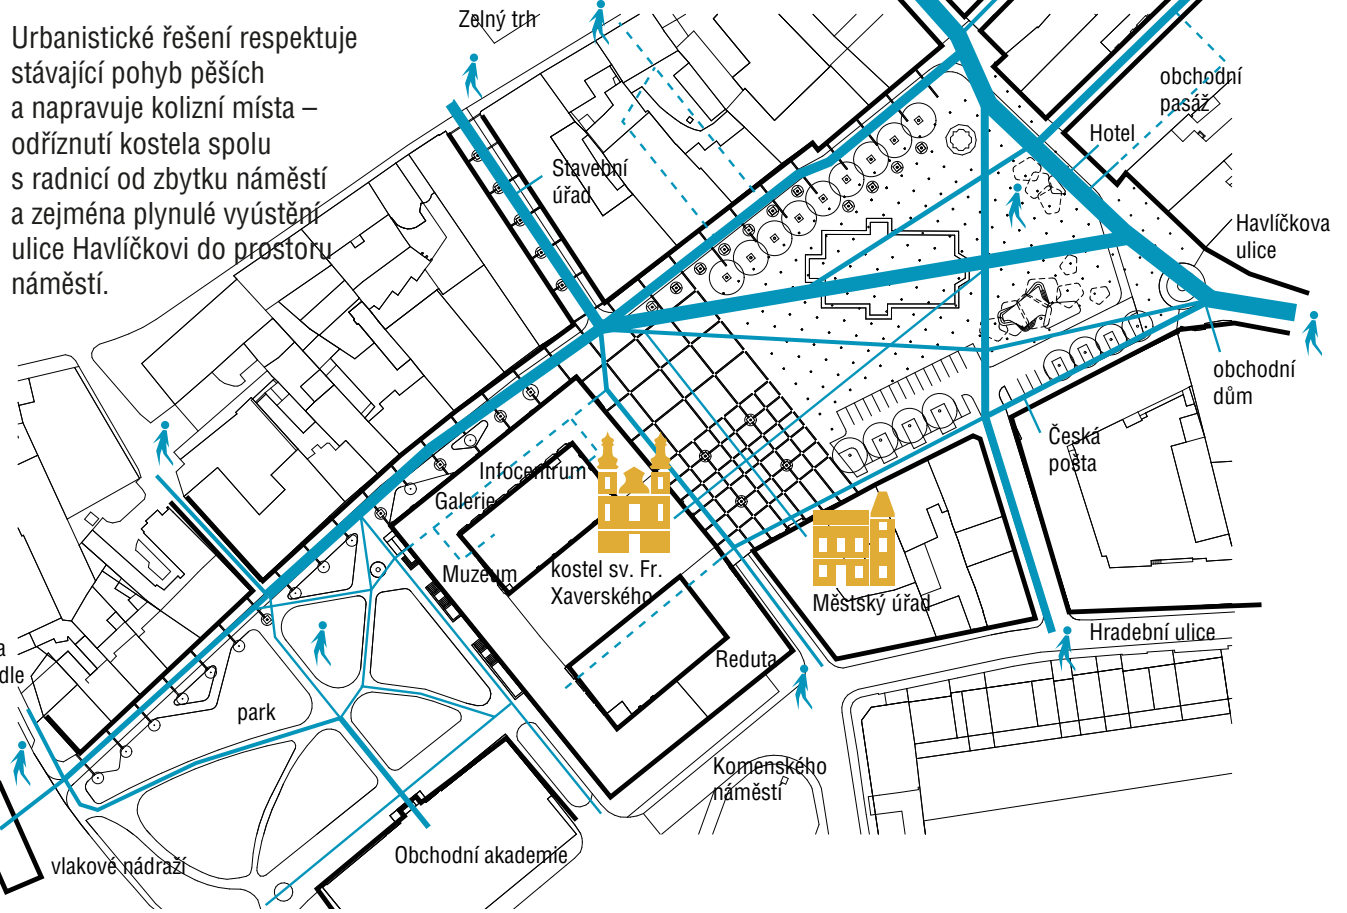 Urbanistické řešení respektuje
stávající pohyb pěších
a napravuje kolizní místa –
odříznutí kostela spolu
s radnicí od zbytku náměstí
a zejména plynulé vyústění
ulice Havlíčkovi do prostoru
náměstí.
Zelný trh
Stavební
úřad
obchodní
pasáž
Hotel
Havlíčkova
ulice
obchodní
dům
Česká
pošta
Infocentrum
Galerie
Muzeum
kostel sv. Fr.
Xaverského
Městský úřad
Hradební ulice
Reduta
a
dle
park
Komenského
náměstí
Obchodní akademie
vlakové nádraží